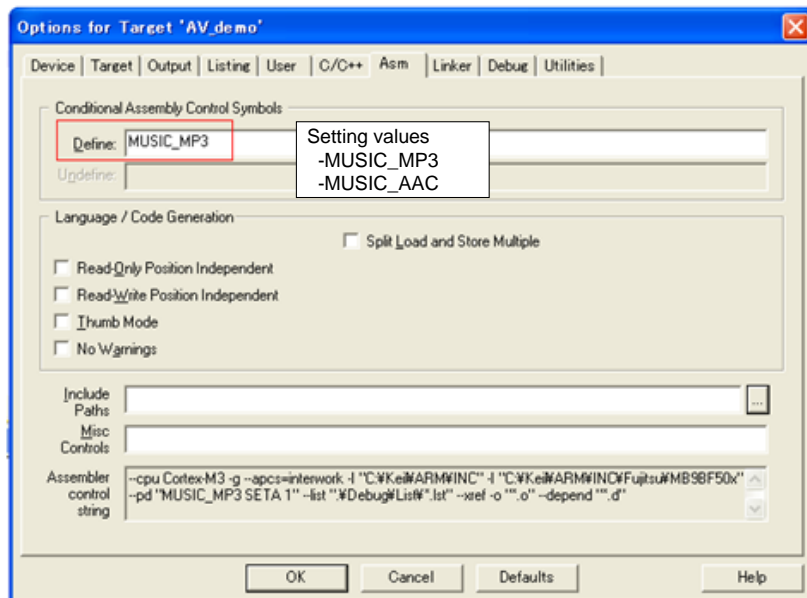 Options for Target 'AV_demo'
Device | Target | Output | Listing | User | C/C++ Asm | Linker | Debug | Utilities |
Conditional Assembly Control Symbols
Define: MUSIC_MP3
Setting values
-MUSIC_MP3
-MUSIC_AAC
Undefine:
Language / Code Generation
Split Load and Store Multiple
Read-Only Position Independent
Read-Write Position Independent
Thumb Mode
No Warnings
Include Paths
...
Misc Controls
Assembler control string
--cpu Cortex-M3 -g --apcs=interwork -I "C:¥Keil¥ARM¥INC" -I "C:¥Keil¥ARM¥INC¥Fujitsu¥MB9BF50x"
--pd "MUSIC_MP3 SETA 1" --list ".¥Debug¥List¥*.lst" --xref -o "*.o" --depend "*.d"
OK Cancel Defaults Help